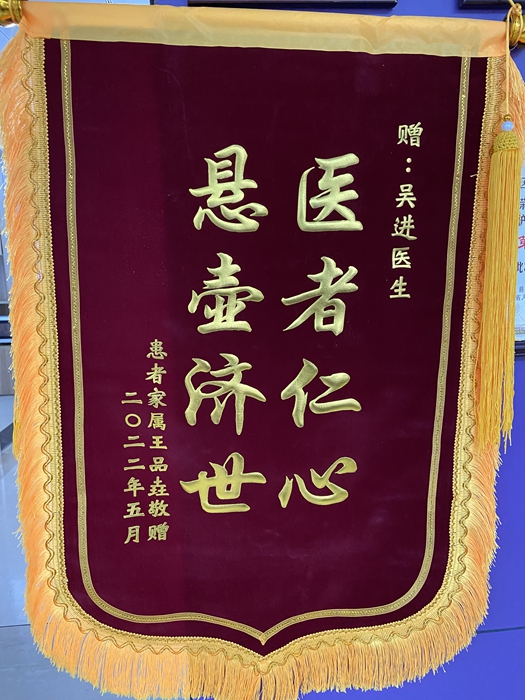 赠：吴进医生
医者仁心
悬壶济世
患者家属王品垚敬赠
二〇二二年五月